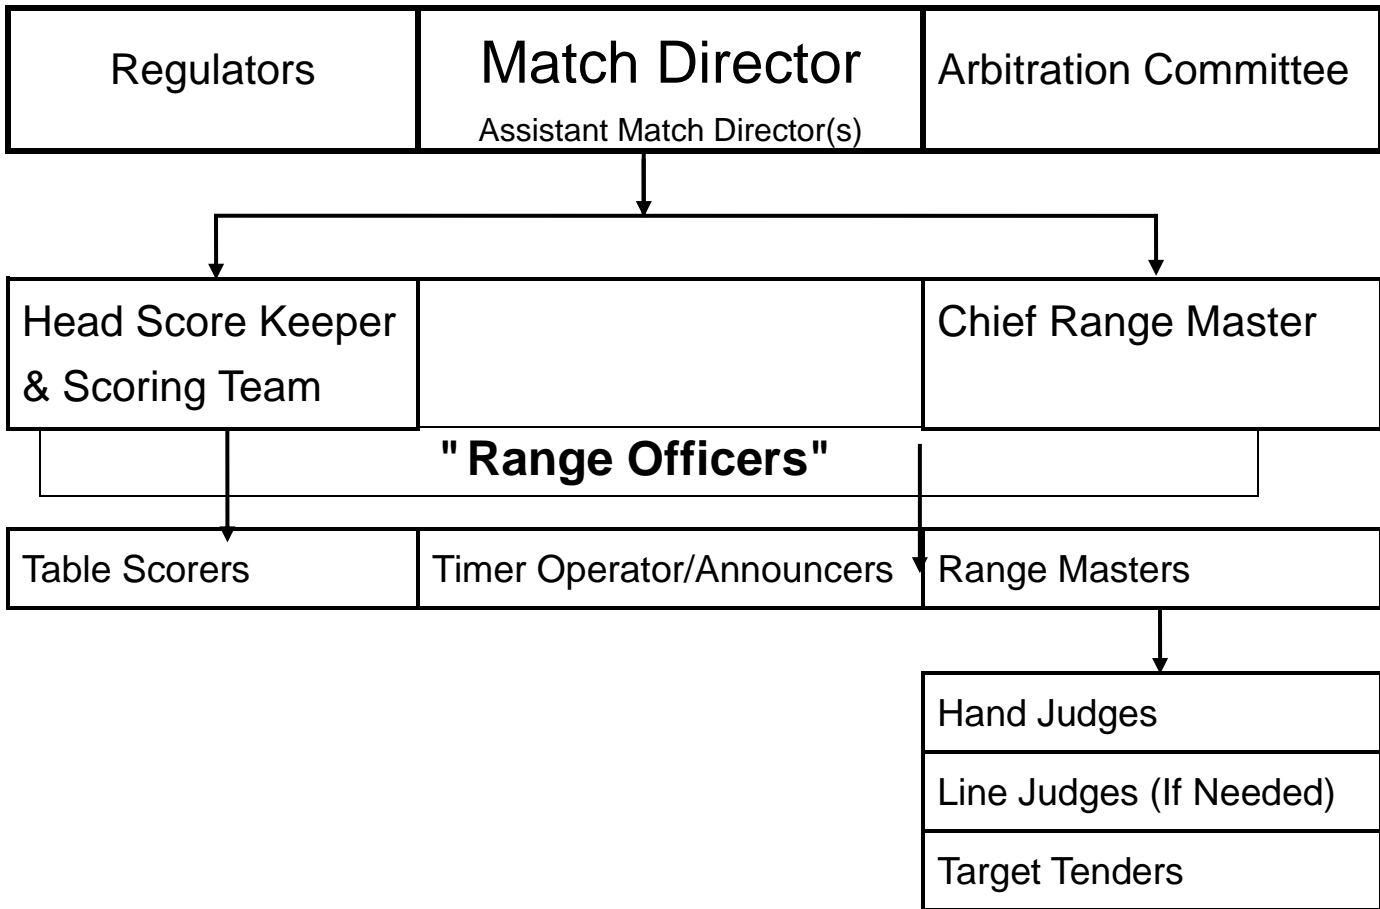 Regulators
Match Director
Assistant Match Director(s)
Arbitration Committee
Head Score Keeper
& Scoring Team
Chief Range Master
"Range Officers"
Table Scorers
Timer Operator/Announcers
Range Masters
Hand Judges
Line Judges (If Needed)
Target Tenders